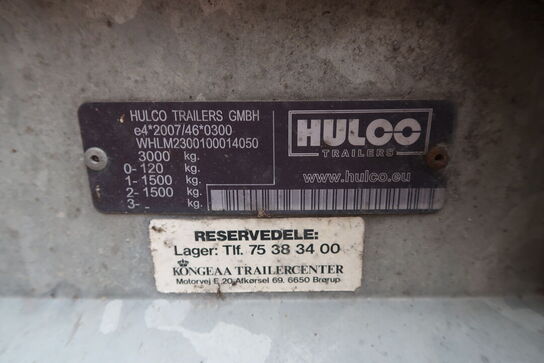 HULCO TRAILERS GMBH
e4*2007/46*0300
WHLM2300100014050
3000 kg.
0- 120 kg.
1- 1500 kg.
2- 1500 kg.
3- - kg.
HULCO
TRAILERS
www.hulco.eu
RESERVEDELE:
Lager: Tlf. 75 38 34 00
KONGEAA TRAILERCENTER
Motorvej E 20 Afkørsel 69. 6650 Brørup